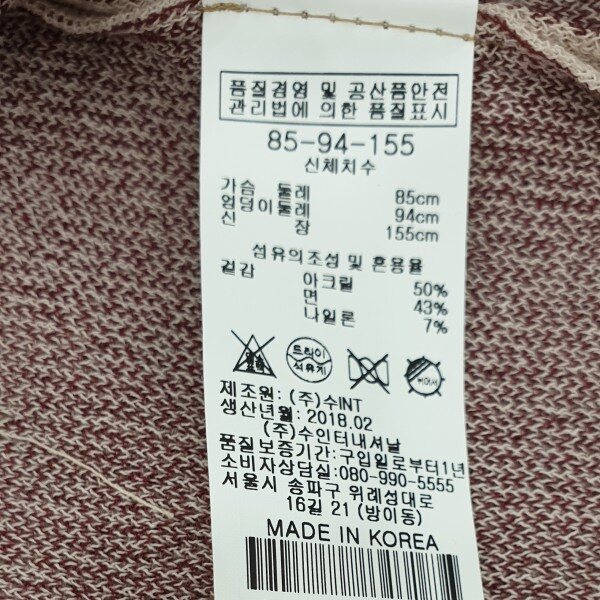 품질경영 및 공산품안전
관리법에 의한 품질표시
85-94-155
신체치수
가슴 둘레 85cm
엉덩이둘레 94cm
신 장 155cm
섬유의조성 및 혼용율
겉감 아크릴 50%
면 43%
나일론 7%
드라이
석유계
제조원: (주)수INT
생산년월: 2018.02
(주)수인터내셔날
품질보증기간: 구입일로부터1년
소비자상담실:080-990-5555
서울시 송파구 위례성대로
16길 21 (방이동)
MADE IN KOREA